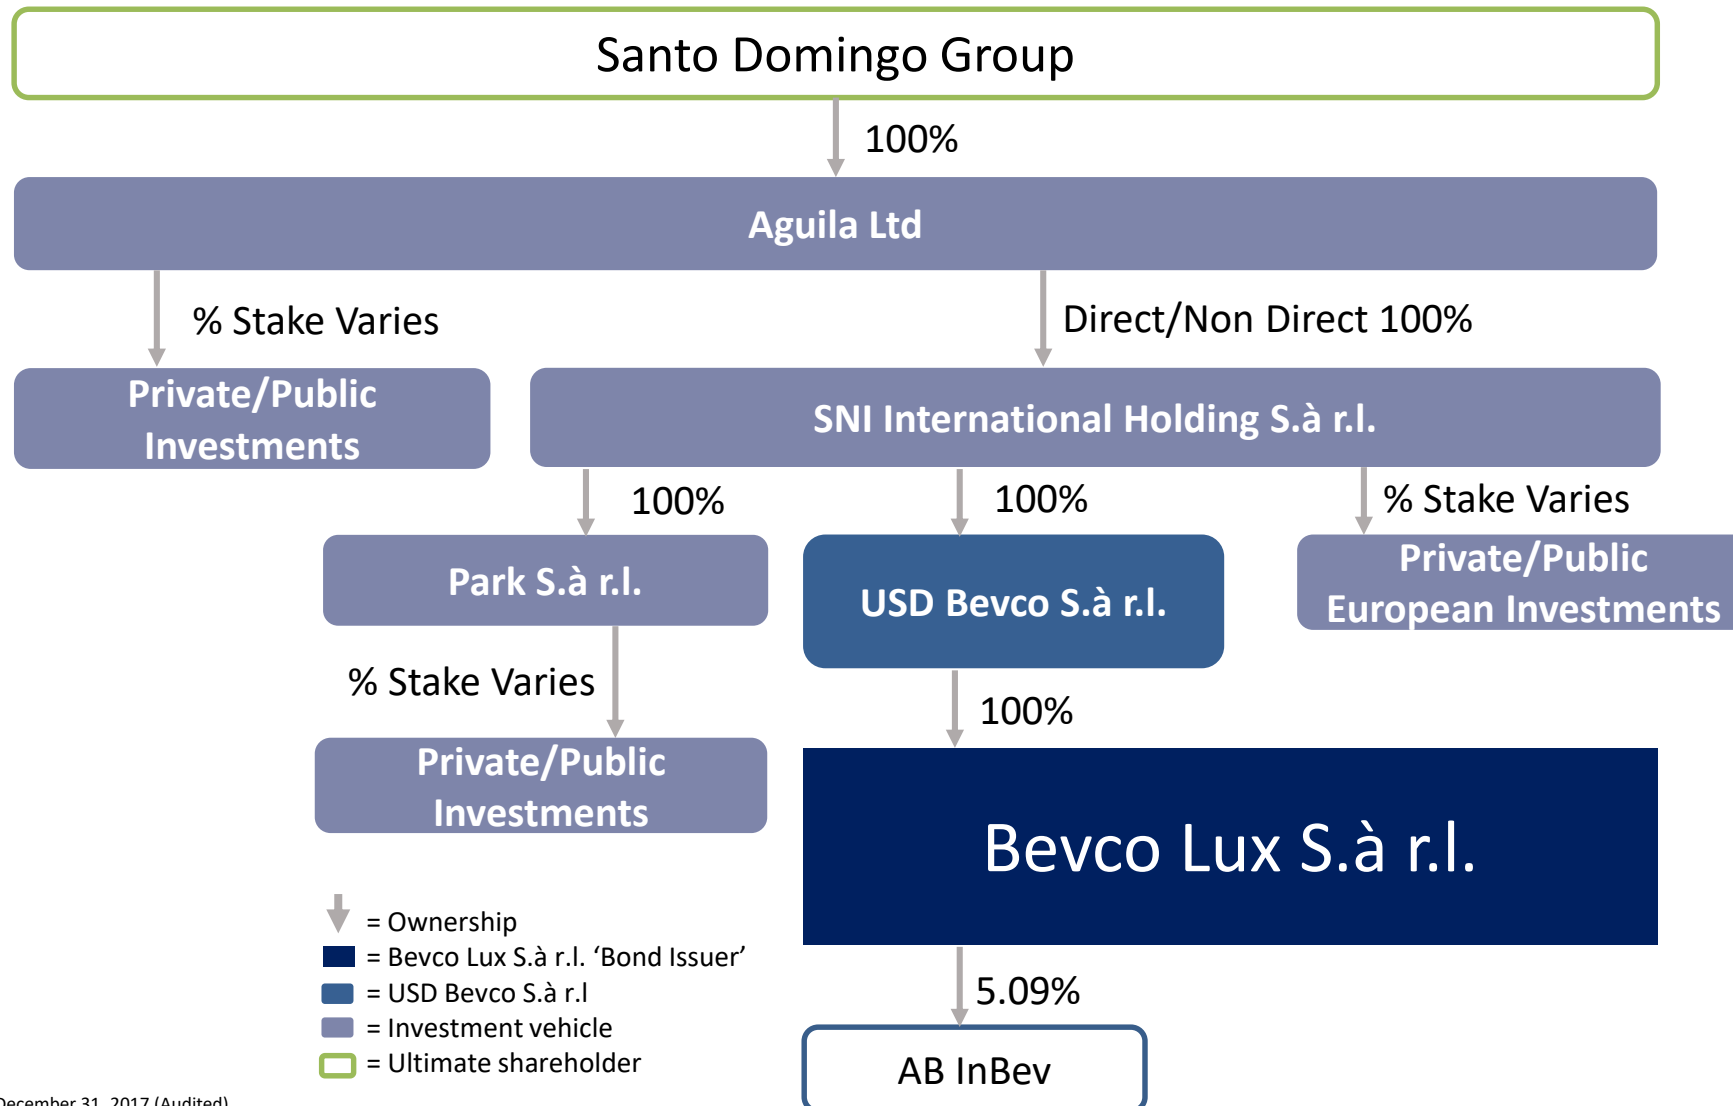 Santo Domingo Group
100%
Aguila Ltd
% Stake Varies
Direct/Non Direct 100%
Private/Public
Investments
SNI International Holding S.à r.l.
100%
100%
% Stake Varies
Park S.à r.l.
USD Bevco S.à r.l.
Private/Public
European Investments
% Stake Varies
100%
Private/Public
Investments
Bevco Lux S.à r.l.
= Ownership
= Bevco Lux S.à r.l. ‘Bond Issuer’
= USD Bevco S.à r.l
= Investment vehicle
= Ultimate shareholder
5.09%
AB InBev
December 31, 2017 (Audited)